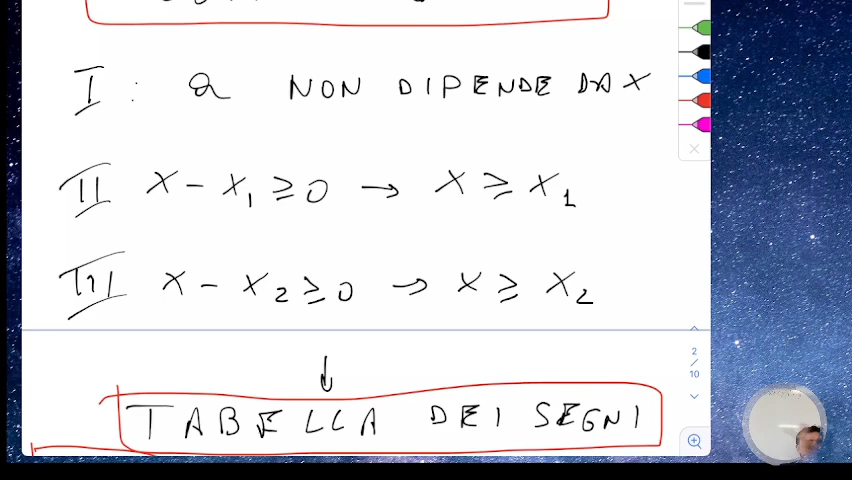 I : a NON DIPENDE DA X
II X - X₁ ≥ 0 → X ≥ X₁
III X - X₂ ≥ 0 → X ≥ X₂
↓
TABELLA DEI SEGNI
2
/
10